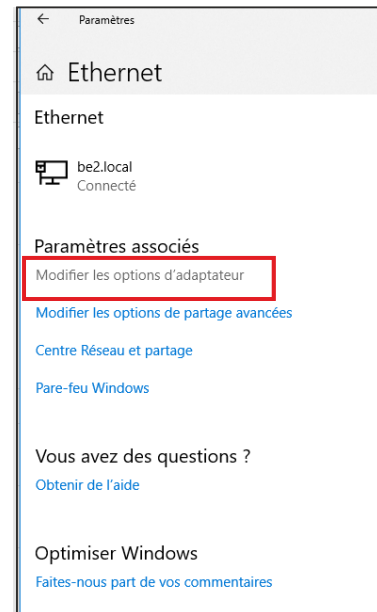 Paramètres
Ethernet
Ethernet
be2.local
Connecté
Paramètres associés
Modifier les options d'adaptateur
Modifier les options de partage avancées
Centre Réseau et partage
Pare-feu Windows
Vous avez des questions ?
Obtenir de l'aide
Optimiser Windows
Faites-nous part de vos commentaires